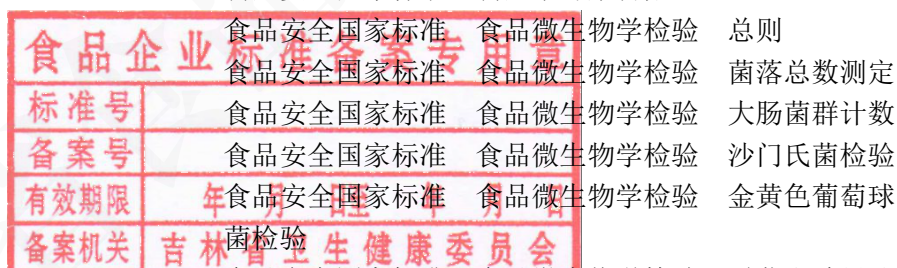 食品安全国家标准 食品微生物学检验 总则
食品企业标准备案专用章
食品安全国家标准 食品微生物学检验 菌落总数测定
标准号
食品安全国家标准 食品微生物学检验 大肠菌群计数
备案号
食品安全国家标准 食品微生物学检验 沙门氏菌检验
有效期限 年 月 日至 年 月 日
食品安全国家标准 食品微生物学检验 金黄色葡萄球
菌检验
备案机关 吉林省卫生健康委员会